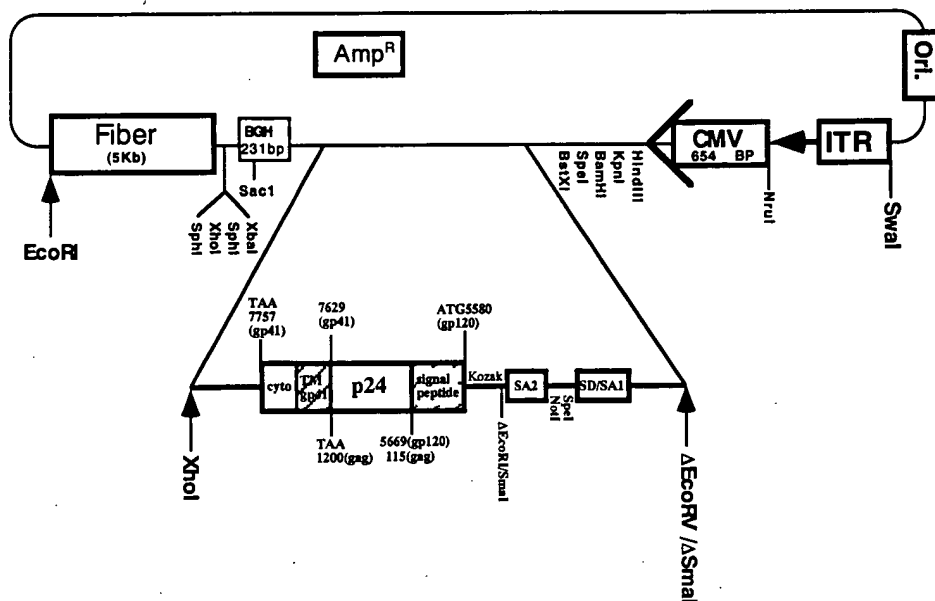 Amp^R
Ori.
Fiber
(5Kb)
BGH
231bp
CMV
654 BP
ITR
Sac1
SphI
XhoI
SphI
XbaI
BstXI
SpeI
BamHI
KpnI
HindIII
NruI
SwaI
EcoRI
TAA
7757
(gp41)
7629
(gp41)
ATG5580
(gp120)
cyto
TM
gp41
p24
signal
peptide
Kozak
SA2
SD/SA1
NotI
SpeI
TAA
1200(gag)
5669(gp120)
115(gag)
ΔEcoRI/SmaI
XhoI
ΔEcoRV /ΔSmaI